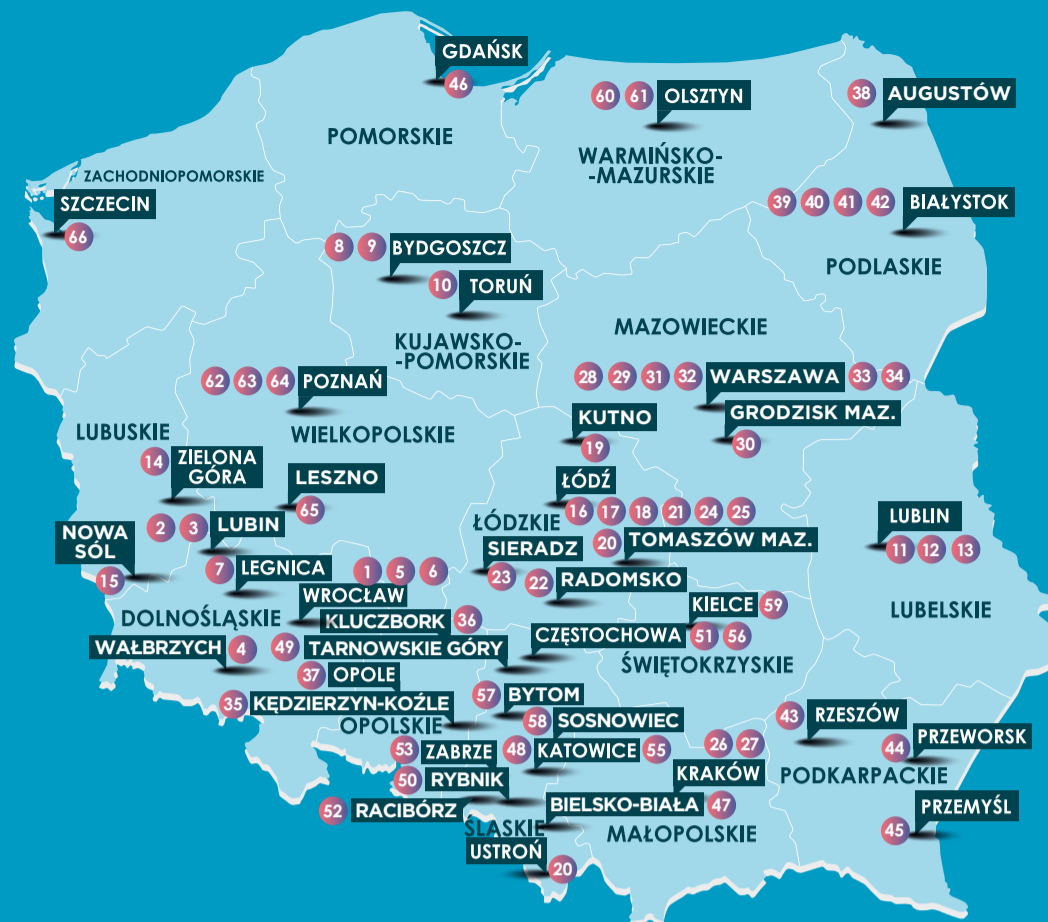 GDAŃSK
46
60 61 OLSZTYN
38 AUGUSTÓW
POMORSKIE
WARMIŃSKO-
-MAZURSKIE
ZACHODNIOPOMORSKIE
SZCZECIN
66
39 40 41 42 BIAŁYSTOK
8 9 BYDGOSZCZ
PODLASKIE
10 TORUŃ
MAZOWIECKIE
KUJAWSKO-
-POMORSKIE
62 63 64 POZNAŃ
28 29 31 32 WARSZAWA 33 34
GRODZISK MAZ.
30
KUTNO
19
LUBUSKIE
WIELKOPOLSKIE
14 ZIELONA
GÓRA
LESZNO
65
ŁÓDŹ
16 17 18 21 24 25
ŁÓDZKIE
2 3 LUBIN
LUBLIN
11 12 13
NOWA
SÓL
15
20 TOMASZÓW MAZ.
SIERADZ
23
7 LEGNICA
1 5 6
WROCŁAW
22 RADOMSKO
KIELCE 59
LUBELSKIE
DOLNOŚLĄSKIE
KLUCZBORK 36
CZĘSTOCHOWA 51 56
WAŁBRZYCH 4
49 TARNOWSKIE GÓRY
ŚWIĘTOKRZYSKIE
37 OPOLE
57 BYTOM
35 KĘDZIERZYN-KOŹLE
OPOLSKIE
58 SOSNOWIEC
43 RZESZÓW
53 ZABRZE
48 KATOWICE 55
26 27
KRAKÓW
44 PRZEWORSK
50 RYBNIK
PODKARPACKIE
52 RACIBÓRZ
BIELSKO-BIAŁA 47
PRZEMYŚL
45
ŚLĄSKIE
MAŁOPOLSKIE
USTROŃ
20